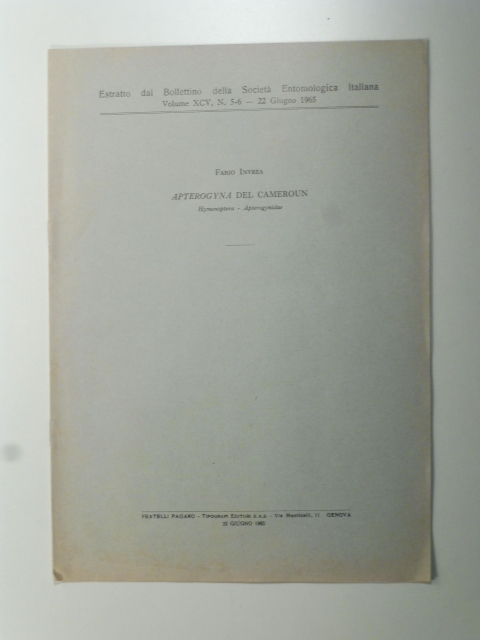 Estratto dal Bollettino della Società Entomologica Italiana
Volume XCV, N. 5-6 — 22 Giugno 1965
Fabio Invrea
APTEROGYNA DEL CAMEROUN
Hymenoptera - Apterogynidae
FRATELLI PAGANO - Tipografi Editori S.A.S. - Via Monticelli, 11 GENOVA
22 GIUGNO 1965